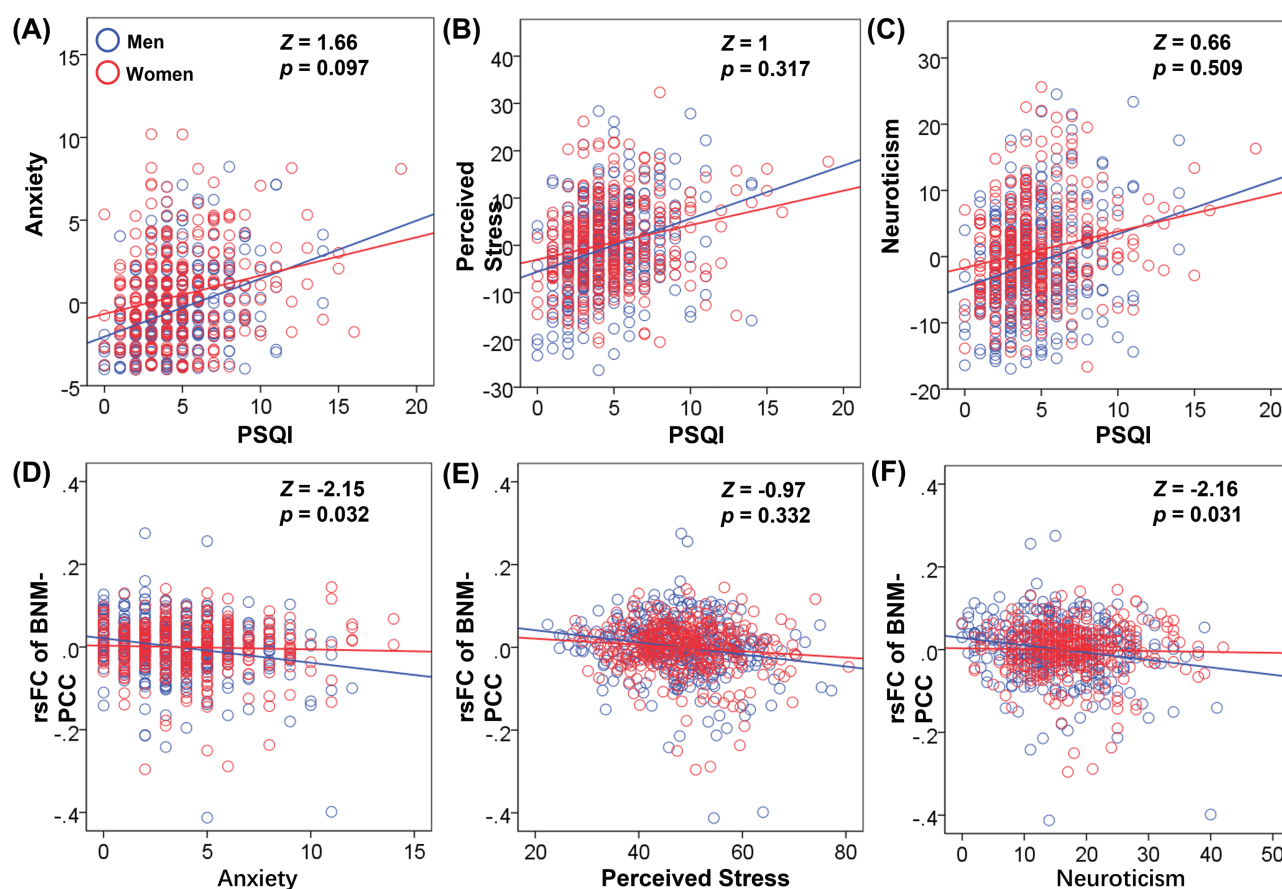 (A)
Men
Women
Z = 1.66
p = 0.097
Anxiety
15
10
5
0
-5
0 5 10 15 20
PSQI
(B)
Z = 1
p = 0.317
Perceived
Stress
40
30
20
10
-0
-10
-20
-30
0 5 10 15 20
PSQI
(C)
Z = 0.66
p = 0.509
Neuroticism
30
20
10
0
-10
-20
0 5 10 15 20
PSQI
(D)
Z = -2.15
p = 0.032
rsFC of BNM-
PCC
.4
.2
.0
-.2
-.4
0 5 10 15
Anxiety
(E)
Z = -0.97
p = 0.332
rsFC of BNM-
PCC
.4
.2
.0
-.2
-.4
20 40 60 80
Perceived Stress
(F)
Z = -2.16
p = 0.031
rsFC of BNM-
PCC
.4
.2
.0
-.2
-.4
0 10 20 30 40 50
Neuroticism